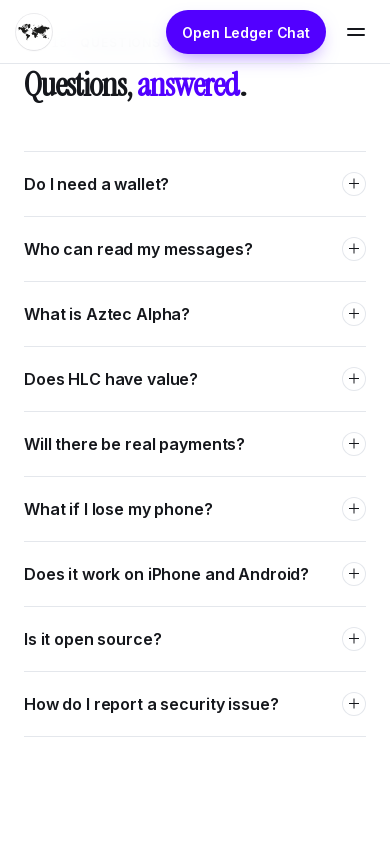 Open Ledger Chat
Questions, answered.
Do I need a wallet?
Who can read my messages?
What is Aztec Alpha?
Does HLC have value?
Will there be real payments?
What if I lose my phone?
Does it work on iPhone and Android?
Is it open source?
How do I report a security issue?